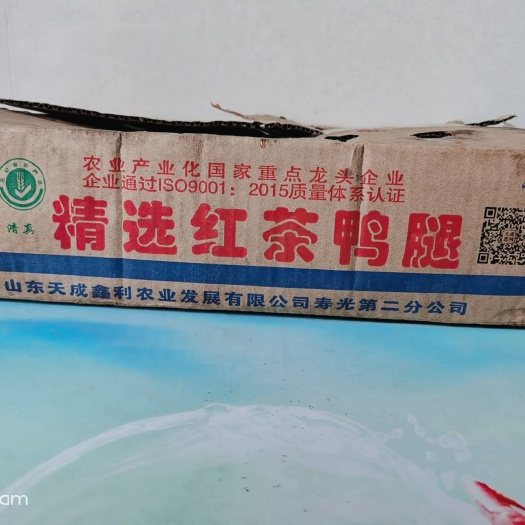 农业产业化国家重点龙头企业
企业通过ISO9001：2015质量体系认证
清真
精选红茶鸭腿
山东天成鑫利农业发展有限公司寿光第二分公司
am